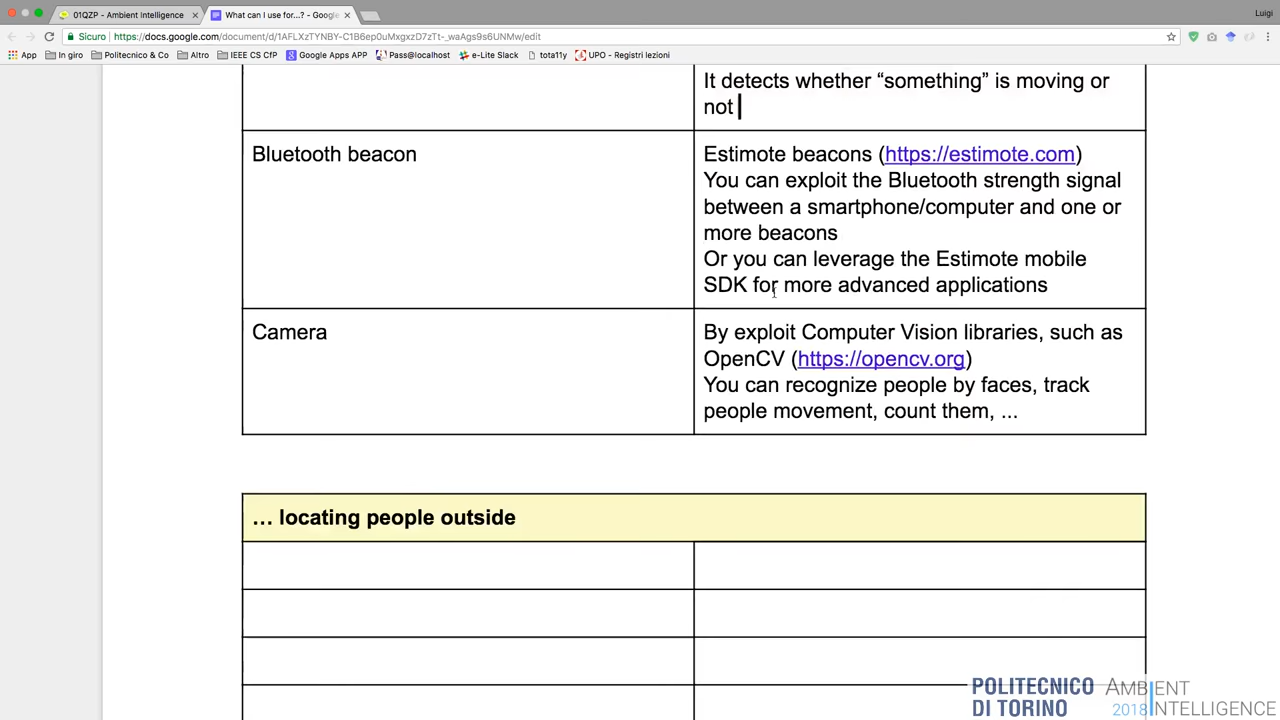 01QZP - Ambient Intelligence
What can I use for...? - Google
Luigi
Sicuro https://docs.google.com/document/d/1AFLXzTYNBY-C1B6ep0uMxgxzD7zTt-_waAgs9s6UNMw/edit
App In giro Politecnico & Co Altro IEEE CS CfP Google Apps APP Pass@localhost e-Lite Slack tota11y UPO - Registri lezioni
It detects whether “something” is moving or
not
Bluetooth beacon
Estimote beacons (https://estimote.com)
You can exploit the Bluetooth strength signal
between a smartphone/computer and one or
more beacons
Or you can leverage the Estimote mobile
SDK for more advanced applications
Camera
By exploit Computer Vision libraries, such as
OpenCV (https://opencv.org)
You can recognize people by faces, track
people movement, count them, ...
… locating people outside
POLITECNICO
DI TORINO
AMBIENT
2018 INTELLIGENCE